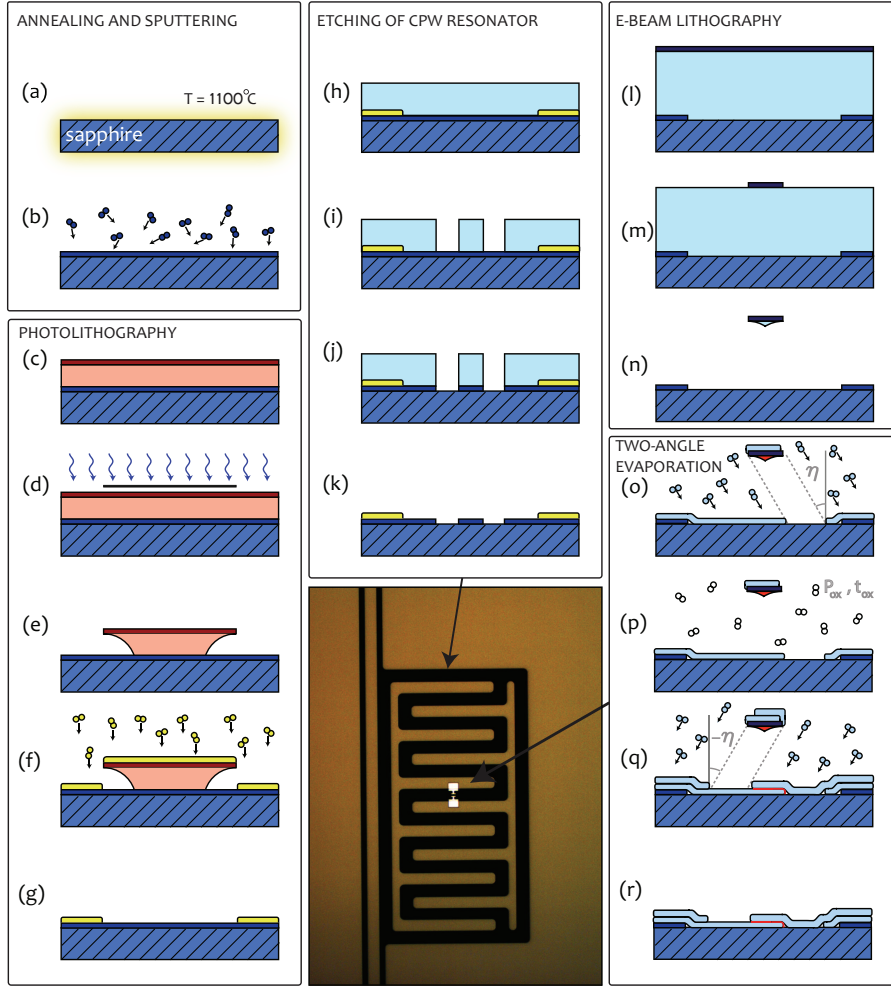 ANNEALING AND SPUTTERING
(a)
T = 1100°C
sapphire
(b)
PHOTOLITHOGRAPHY
(c)
(d)
(e)
(f)
(g)
ETCHING OF CPW RESONATOR
(h)
(i)
(j)
(k)
E-BEAM LITHOGRAPHY
(l)
(m)
(n)
TWO-ANGLE
EVAPORATION
(o)
η
(p)
Pox , tox
(q)
-η
(r)